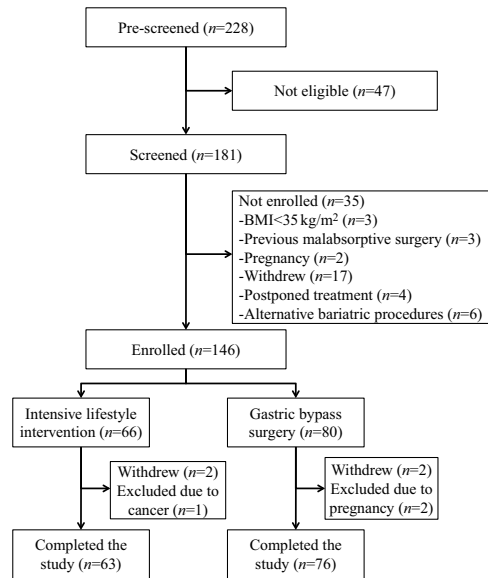 Pre-screened (n=228)
Not eligible (n=47)
Screened (n=181)
Not enrolled (n=35)
-BMI<35 kg/m² (n=3)
-Previous malabsorptive surgery (n=3)
-Pregnancy (n=2)
-Withdrew (n=17)
-Postponed treatment (n=4)
-Alternative bariatric procedures (n=6)
Enrolled (n=146)
Intensive lifestyle
intervention (n=66)
Gastric bypass
surgery (n=80)
Withdrew (n=2)
Excluded due to
cancer (n=1)
Withdrew (n=2)
Excluded due to
pregnancy (n=2)
Completed the
study (n=63)
Completed the
study (n=76)